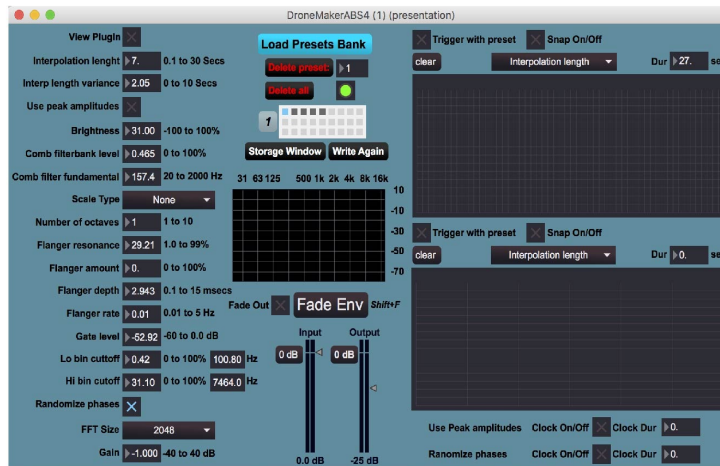 DroneMakerABS4 (1) (presentation)
View Plugin
Interpolation lenght 7. 0.1 to 30 Secs
Interp length variance 2.05 0 to 10 Secs
Use peak amplitudes
Brightness 31.00 -100 to 100%
Comb filterbank level 0.465 0 to 100%
Comb filter fundamental 157.4 20 to 2000 Hz
Scale Type None
Number of octaves 1 1 to 10
Flanger resonance 29.21 1.0 to 99%
Flanger amount 0. 0 to 100%
Flanger depth 2.943 0.1 to 15 msecs
Flanger rate 0.01 0.01 to 5 Hz
Gate level -52.92 -60 to 0.0 dB
Lo bin cuttoff 0.42 0 to 100% 100.80 Hz
Hi bin cutoff 31.10 0 to 100% 7464.0 Hz
Randomize phases
FFT Size 2048
Gain -1.000 -40 to 40 dB
Load Presets Bank
Delete preset: 1
Delete all
1
Storage Window Write Again
31 63 125 500 1k 2k 4k 8k 16k
10
-10
-30
-50
-70
Fade Out Fade Env Shift+F
Input Output
0 dB 0 dB
0.0 dB -25 dB
Trigger with preset Snap On/Off
clear Interpolation length Dur 27. se
Trigger with preset Snap On/Off
clear Interpolation length Dur 0. se
Use Peak amplitudes Clock On/Off Clock Dur 0.
Ranomize phases Clock On/Off Clock Dur 0.